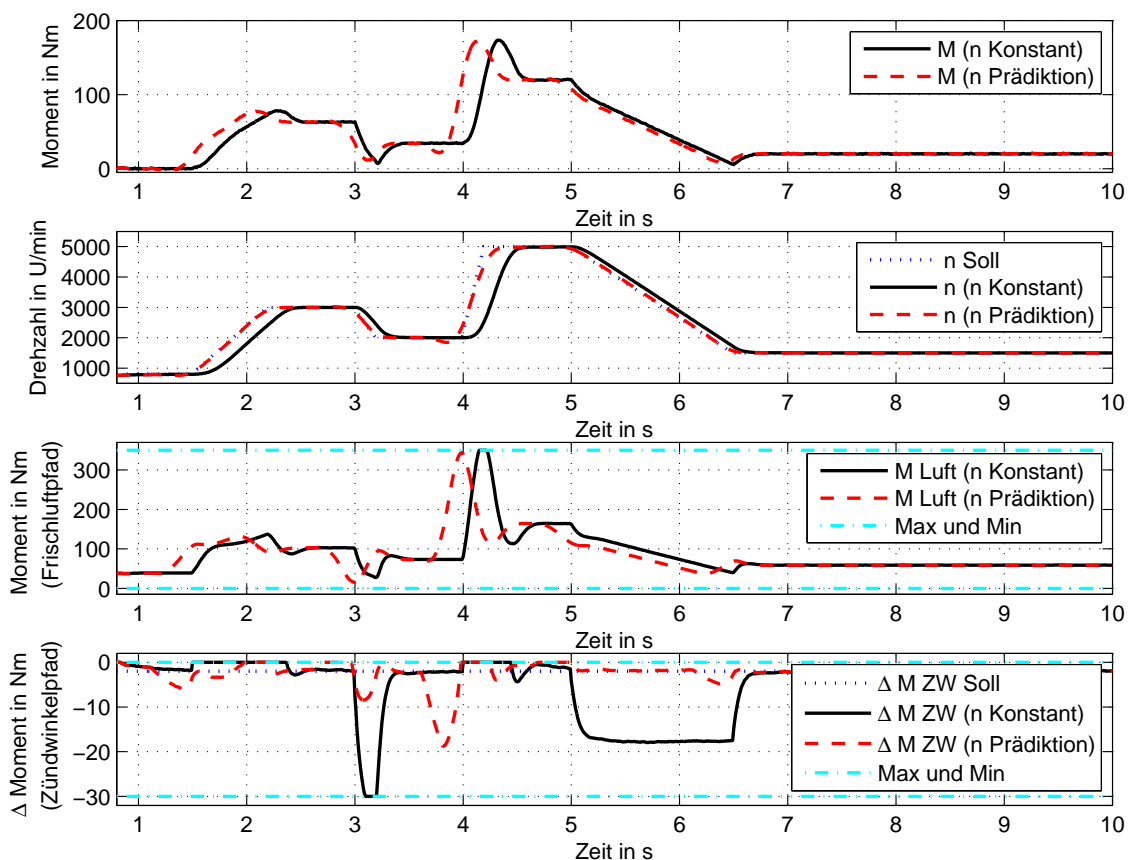 200
100
0
Moment in Nm
M (n Konstant)
M (n Prädiktion)
1 2 3 4 5 6 7 8 9 10
Zeit in s
5000
4000
3000
2000
1000
Drehzahl in U/min
n Soll
n (n Konstant)
n (n Prädiktion)
1 2 3 4 5 6 7 8 9 10
Zeit in s
300
200
100
0
Moment in Nm
(Frischluftpfad)
M Luft (n Konstant)
M Luft (n Prädiktion)
Max und Min
1 2 3 4 5 6 7 8 9 10
Zeit in s
0
−10
−20
−30
Δ Moment in Nm
(Zündwinkelpfad)
Δ M ZW Soll
Δ M ZW (n Konstant)
Δ M ZW (n Prädiktion)
Max und Min
1 2 3 4 5 6 7 8 9 10
Zeit in s